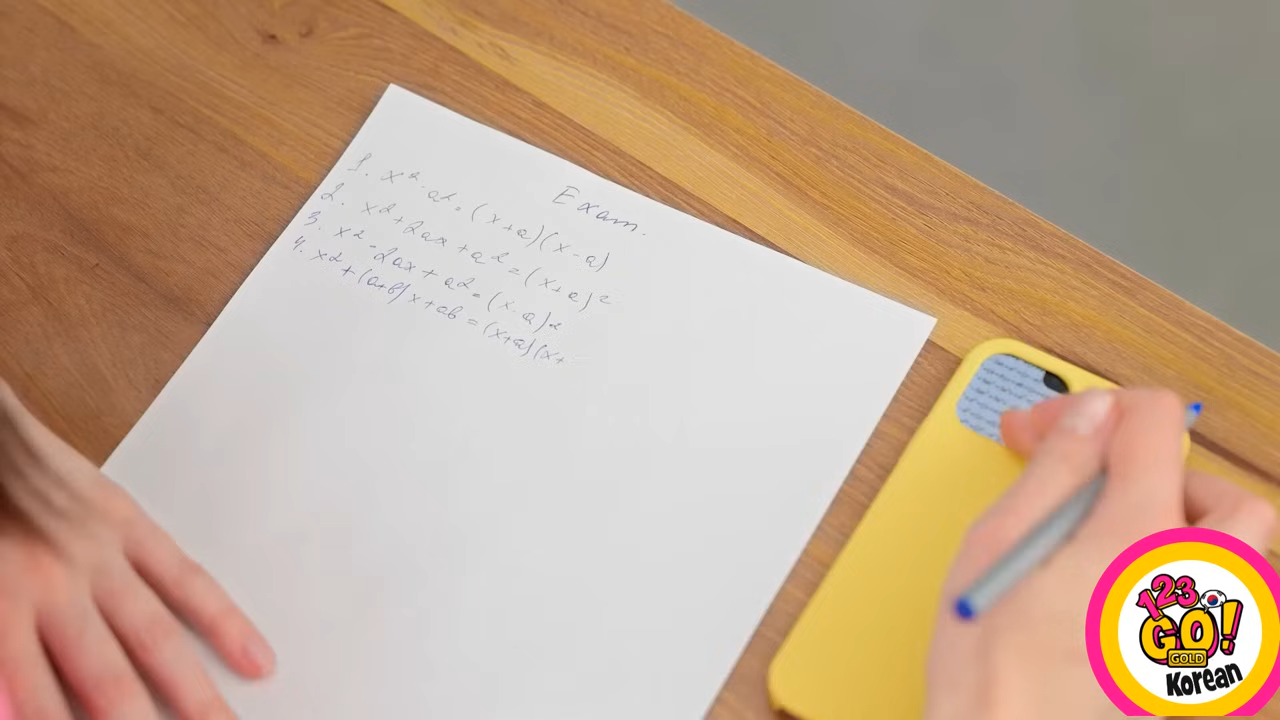 Exam.
1. x²-a²=(x+a)(x-a)
2. x2+2ax+a2=(x+a)²
3. x2-2ax+a2=(x-a)2
4. x2+(a+b)x+ab=(x+a)(x+
123
GO!
GOLD
Korean